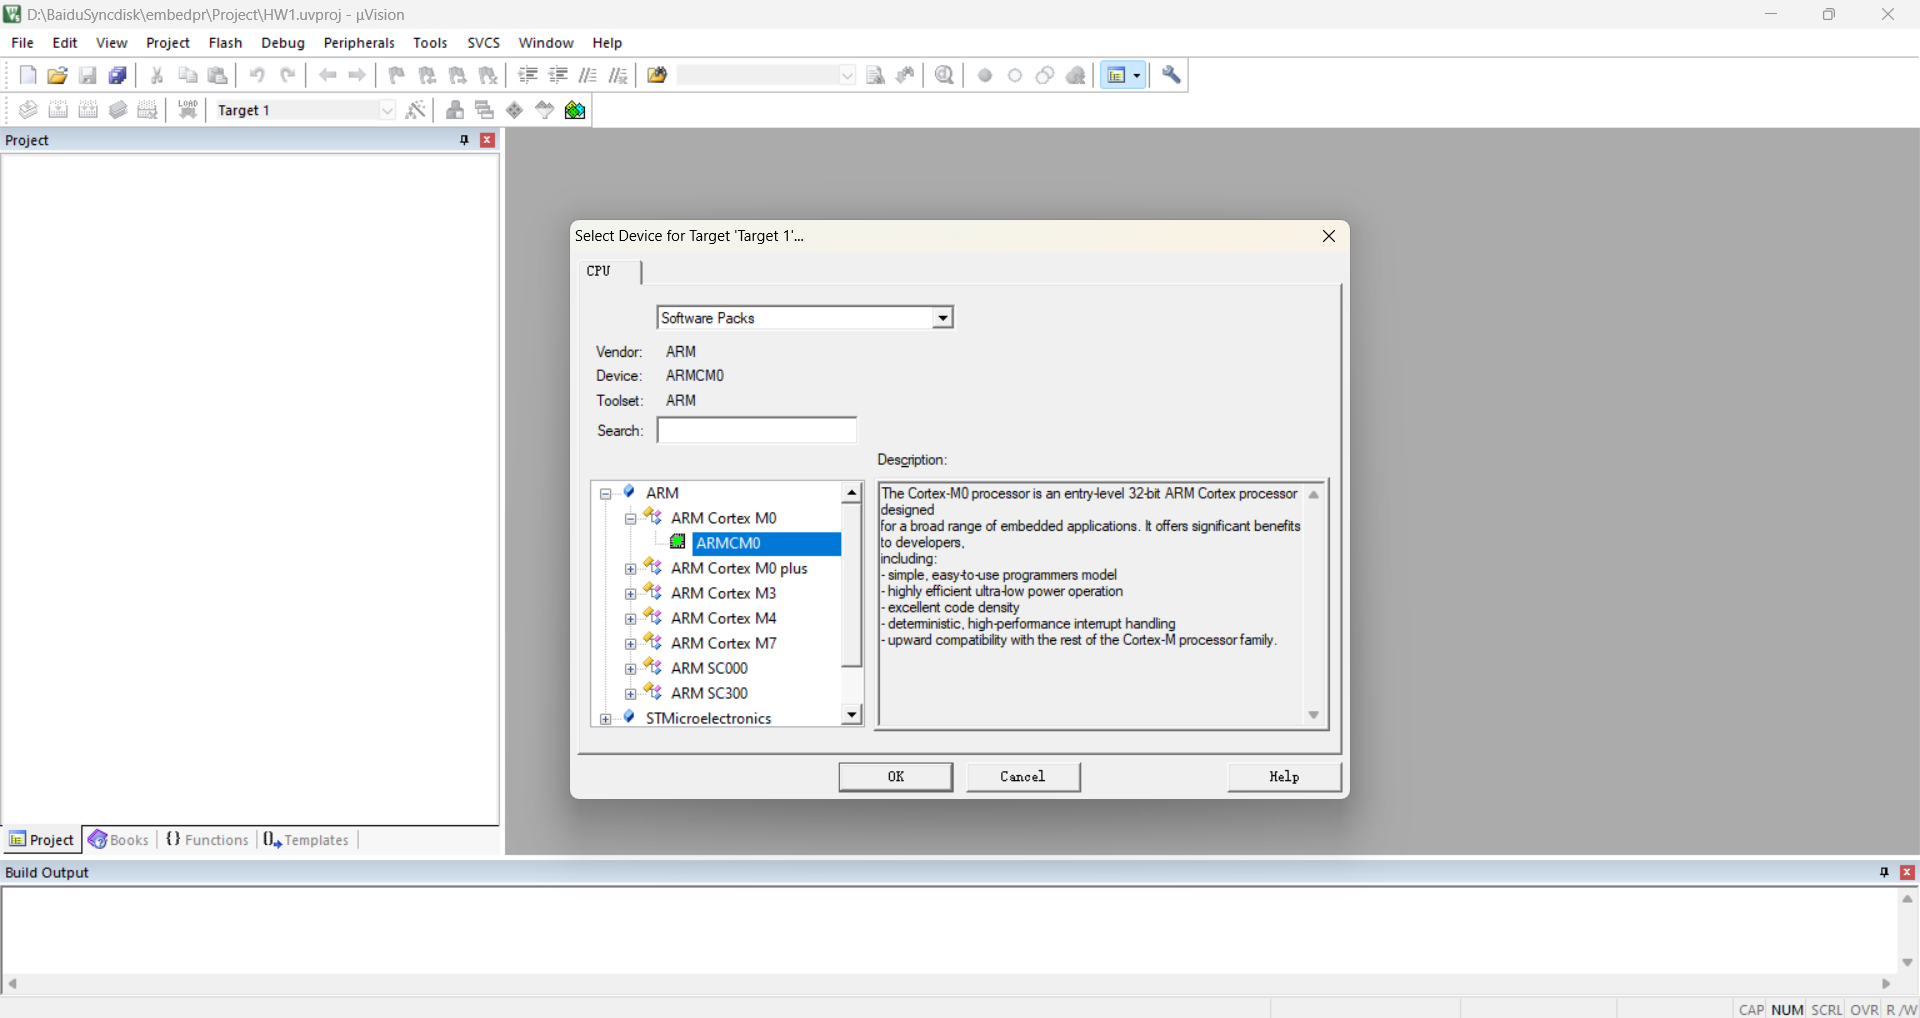 D:\BaiduSyncdisk\embedpr\Project\HW1.uvproj - µVision
File Edit View Project Flash Debug Peripherals Tools SVCS Window Help
LOAD Target 1
Project
Select Device for Target 'Target 1'...
CPU
Software Packs
Vendor: ARM
Device: ARMCM0
Toolset: ARM
Search:
Description:
ARM
ARM Cortex M0
ARMCM0
ARM Cortex M0 plus
ARM Cortex M3
ARM Cortex M4
ARM Cortex M7
ARM SC000
ARM SC300
STMicroelectronics
The Cortex-M0 processor is an entry-level 32-bit ARM Cortex processor
designed
for a broad range of embedded applications. It offers significant benefits
to developers,
including:
- simple, easy-to-use programmers model
- highly efficient ultra-low power operation
- excellent code density
- deterministic, high-performance interrupt handling
- upward compatibility with the rest of the Cortex-M processor family.
OK Cancel Help
Project Books {} Functions Templates
Build Output
CAP NUM SCRL OVR R/W